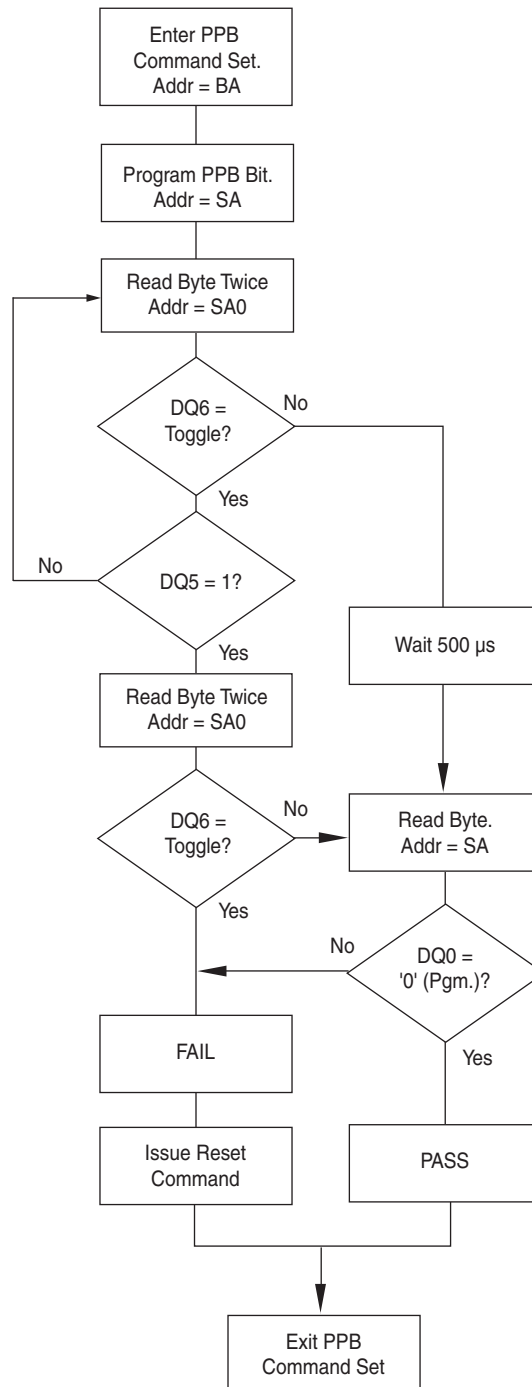 Enter PPB
Command Set.
Addr = BA
Program PPB Bit.
Addr = SA
Read Byte Twice
Addr = SA0
DQ6 =
Toggle?
No
Yes
DQ5 = 1?
No
Yes
Wait 500 µs
Read Byte Twice
Addr = SA0
DQ6 =
Toggle?
No
Yes
Read Byte.
Addr = SA
DQ0 =
'0' (Pgm.)?
No
Yes
FAIL
Issue Reset
Command
PASS
Exit PPB
Command Set